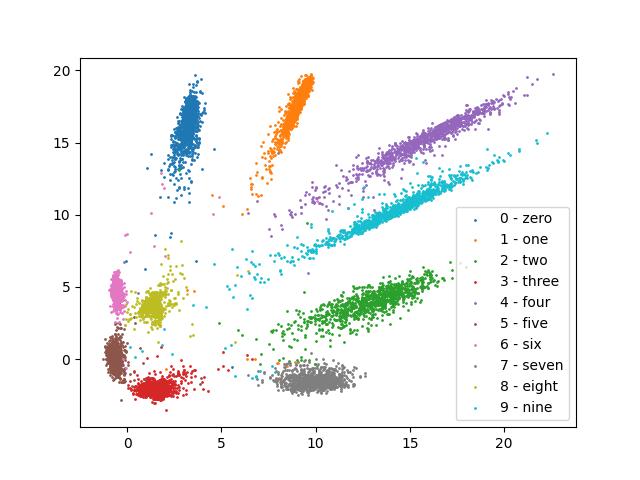 20
15
10
5
0
0 - zero
1 - one
2 - two
3 - three
4 - four
5 - five
6 - six
7 - seven
8 - eight
9 - nine
0 5 10 15 20